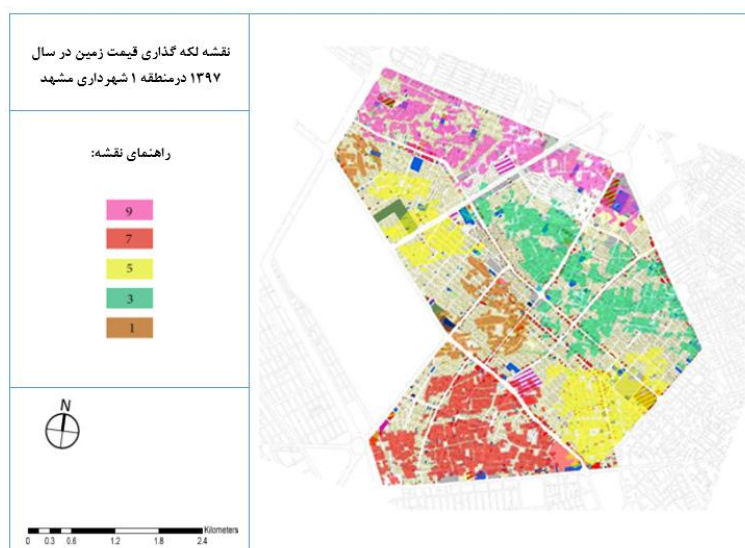 نقشه لکه گذاری قیمت زمین در سال
۱۳۹۷ درمنطقه ۱ شهرداری مشهد
راهنمای نقشه:
9
7
5
3
1
N
Kilometers
0 0.3 0.6 1.2 1.8 2.4